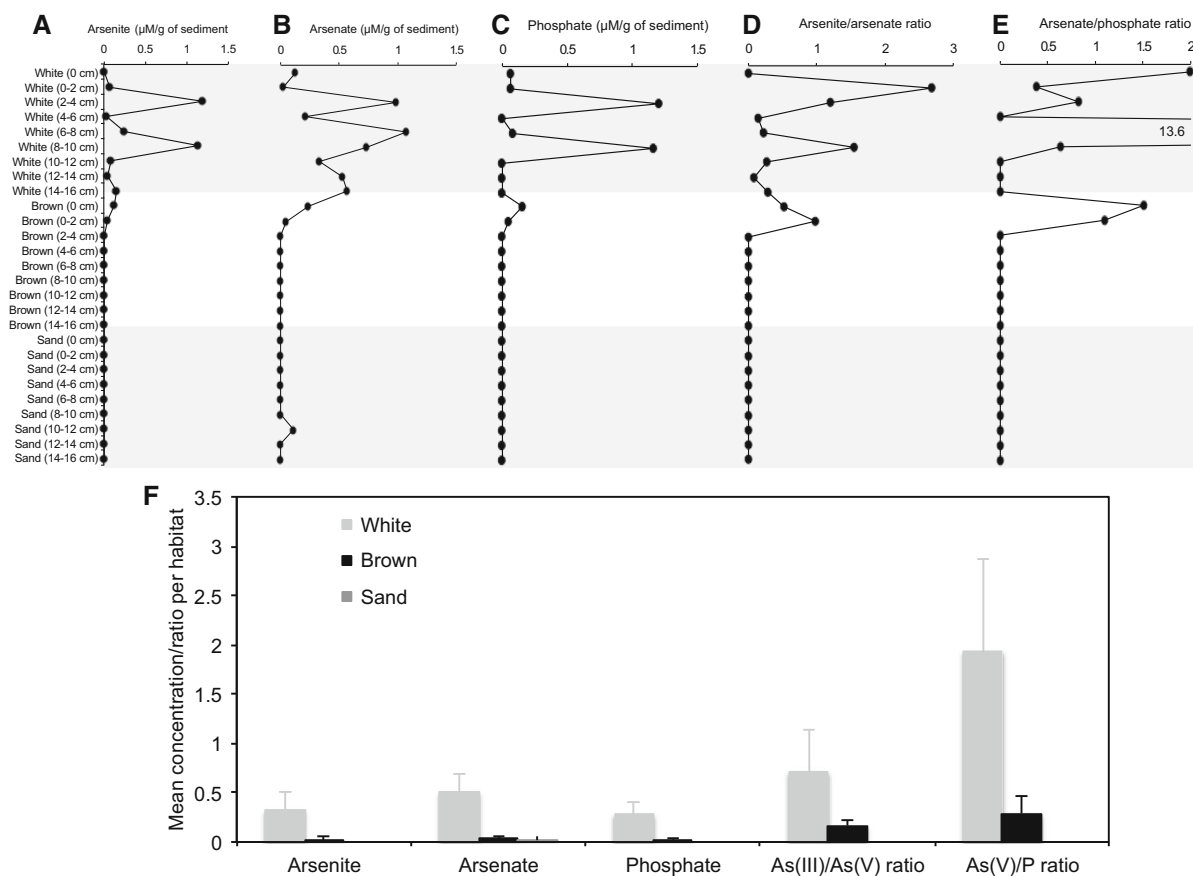 A Arsenite (µM/g of sediment
0 0.5 1 1.5
B Arsenate (µM/g of sediment)
0 0.5 1 1.5
C Phosphate (µM/g of sediment)
0 0.5 1 1.5
D Arsenite/arsenate ratio
0 1 2 3
E Arsenate/phosphate ratio
0 0.5 1 1.5 2
White (0 cm)
White (0-2 cm)
White (2-4 cm)
White (4-6 cm)
White (6-8 cm)
13.6
White (8-10 cm)
White (10-12 cm)
White (12-14 cm)
White (14-16 cm)
Brown (0 cm)
Brown (0-2 cm)
Brown (2-4 cm)
Brown (4-6 cm)
Brown (6-8 cm)
Brown (8-10 cm)
Brown (10-12 cm)
Brown (12-14 cm)
Brown (14-16 cm)
Sand (0 cm)
Sand (0-2 cm)
Sand (2-4 cm)
Sand (4-6 cm)
Sand (6-8 cm)
Sand (8-10 cm)
Sand (10-12 cm)
Sand (12-14 cm)
Sand (14-16 cm)
F
Mean concentration/ratio per habitat
3.5
3
2.5
2
1.5
1
0.5
0
White
Brown
Sand
Arsenite Arsenate Phosphate As(III)/As(V) ratio As(V)/P ratio